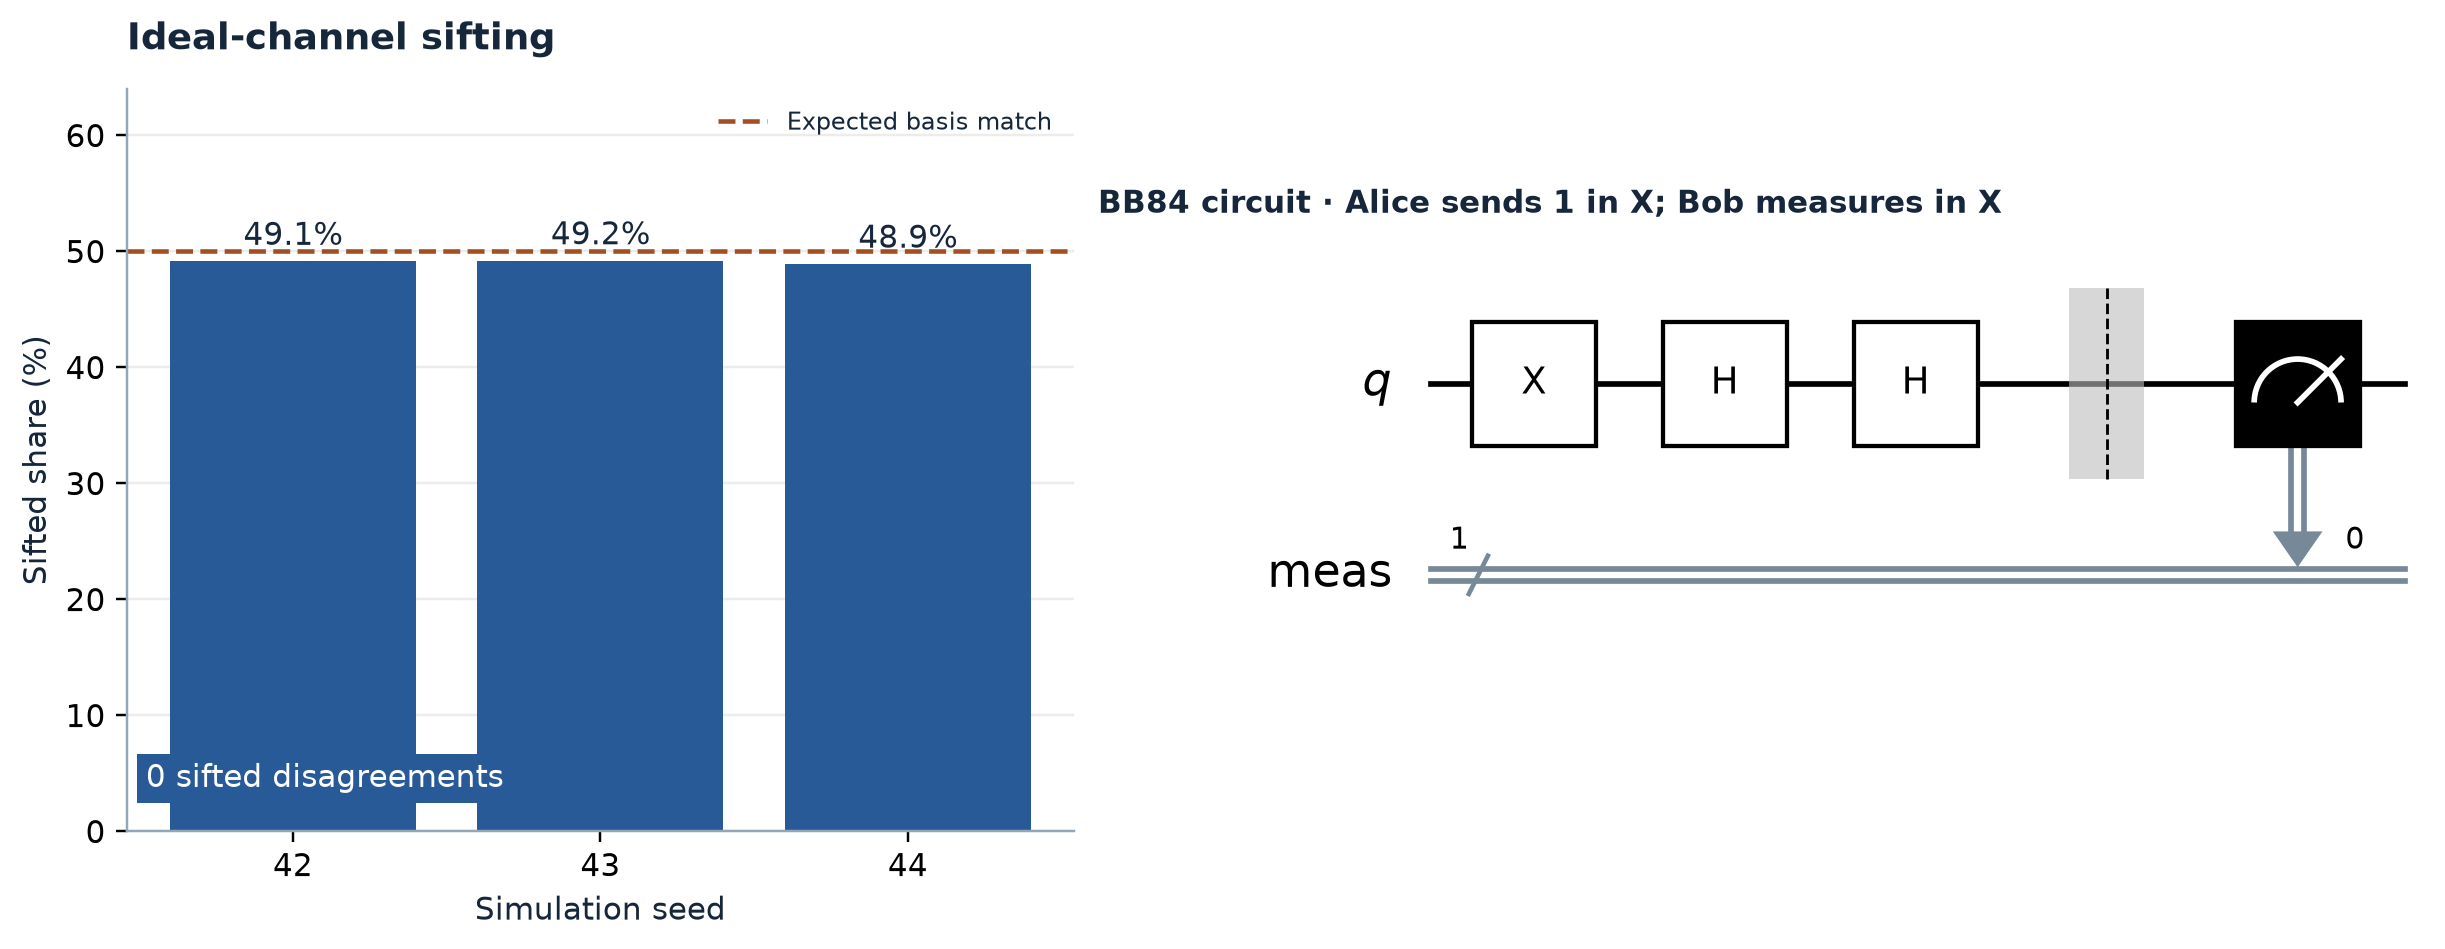 Ideal-channel sifting
Expected basis match
60
50
40
30
20
10
0
Sifted share (%)
49.1%
49.2%
48.9%
0 sifted disagreements
42
43
44
Simulation seed
BB84 circuit · Alice sends 1 in X; Bob measures in X
q
X
H
H
meas
1
0